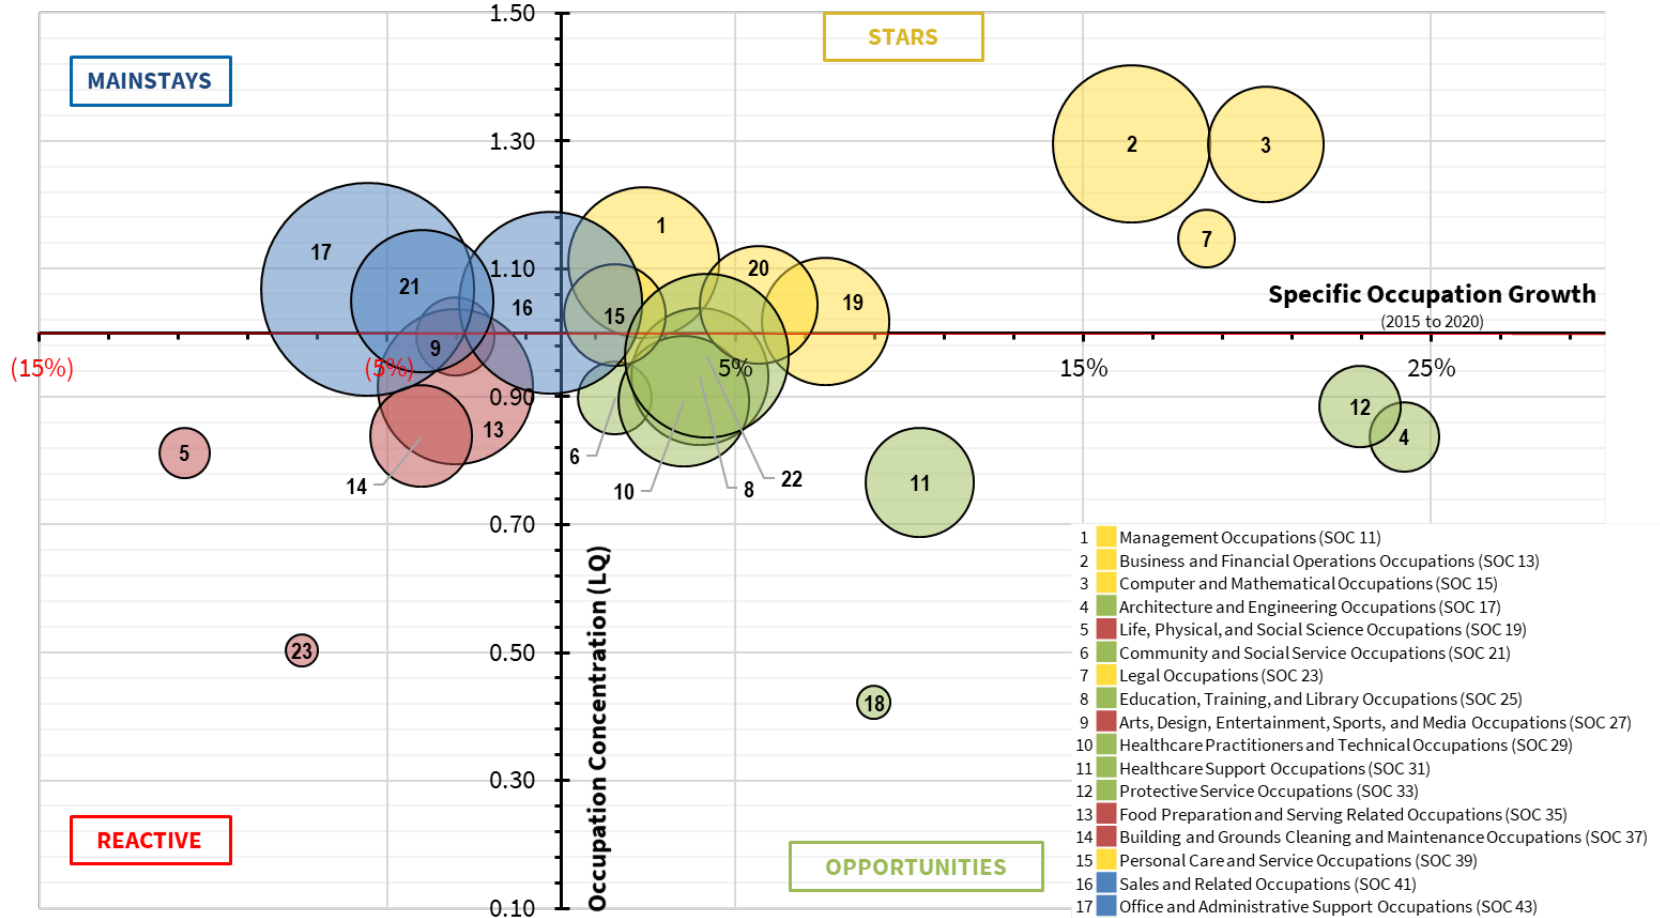 1.50
STARS
MAINSTAYS
1.30
2
3
1
7
17
1.10
20
21
Specific Occupation Growth
16
15
19
(2015 to 2020)
9
(15%)
(5%)
5%
15%
25%
0.90
12
13
4
5
6
14
10
8
22
11
0.70
Occupation Concentration (LQ)
23
0.50
18
0.30
REACTIVE
OPPORTUNITIES
0.10
1 Management Occupations (SOC 11)
2 Business and Financial Operations Occupations (SOC 13)
3 Computer and Mathematical Occupations (SOC 15)
4 Architecture and Engineering Occupations (SOC 17)
5 Life, Physical, and Social Science Occupations (SOC 19)
6 Community and Social Service Occupations (SOC 21)
7 Legal Occupations (SOC 23)
8 Education, Training, and Library Occupations (SOC 25)
9 Arts, Design, Entertainment, Sports, and Media Occupations (SOC 27)
10 Healthcare Practitioners and Technical Occupations (SOC 29)
11 Healthcare Support Occupations (SOC 31)
12 Protective Service Occupations (SOC 33)
13 Food Preparation and Serving Related Occupations (SOC 35)
14 Building and Grounds Cleaning and Maintenance Occupations (SOC 37)
15 Personal Care and Service Occupations (SOC 39)
16 Sales and Related Occupations (SOC 41)
17 Office and Administrative Support Occupations (SOC 43)